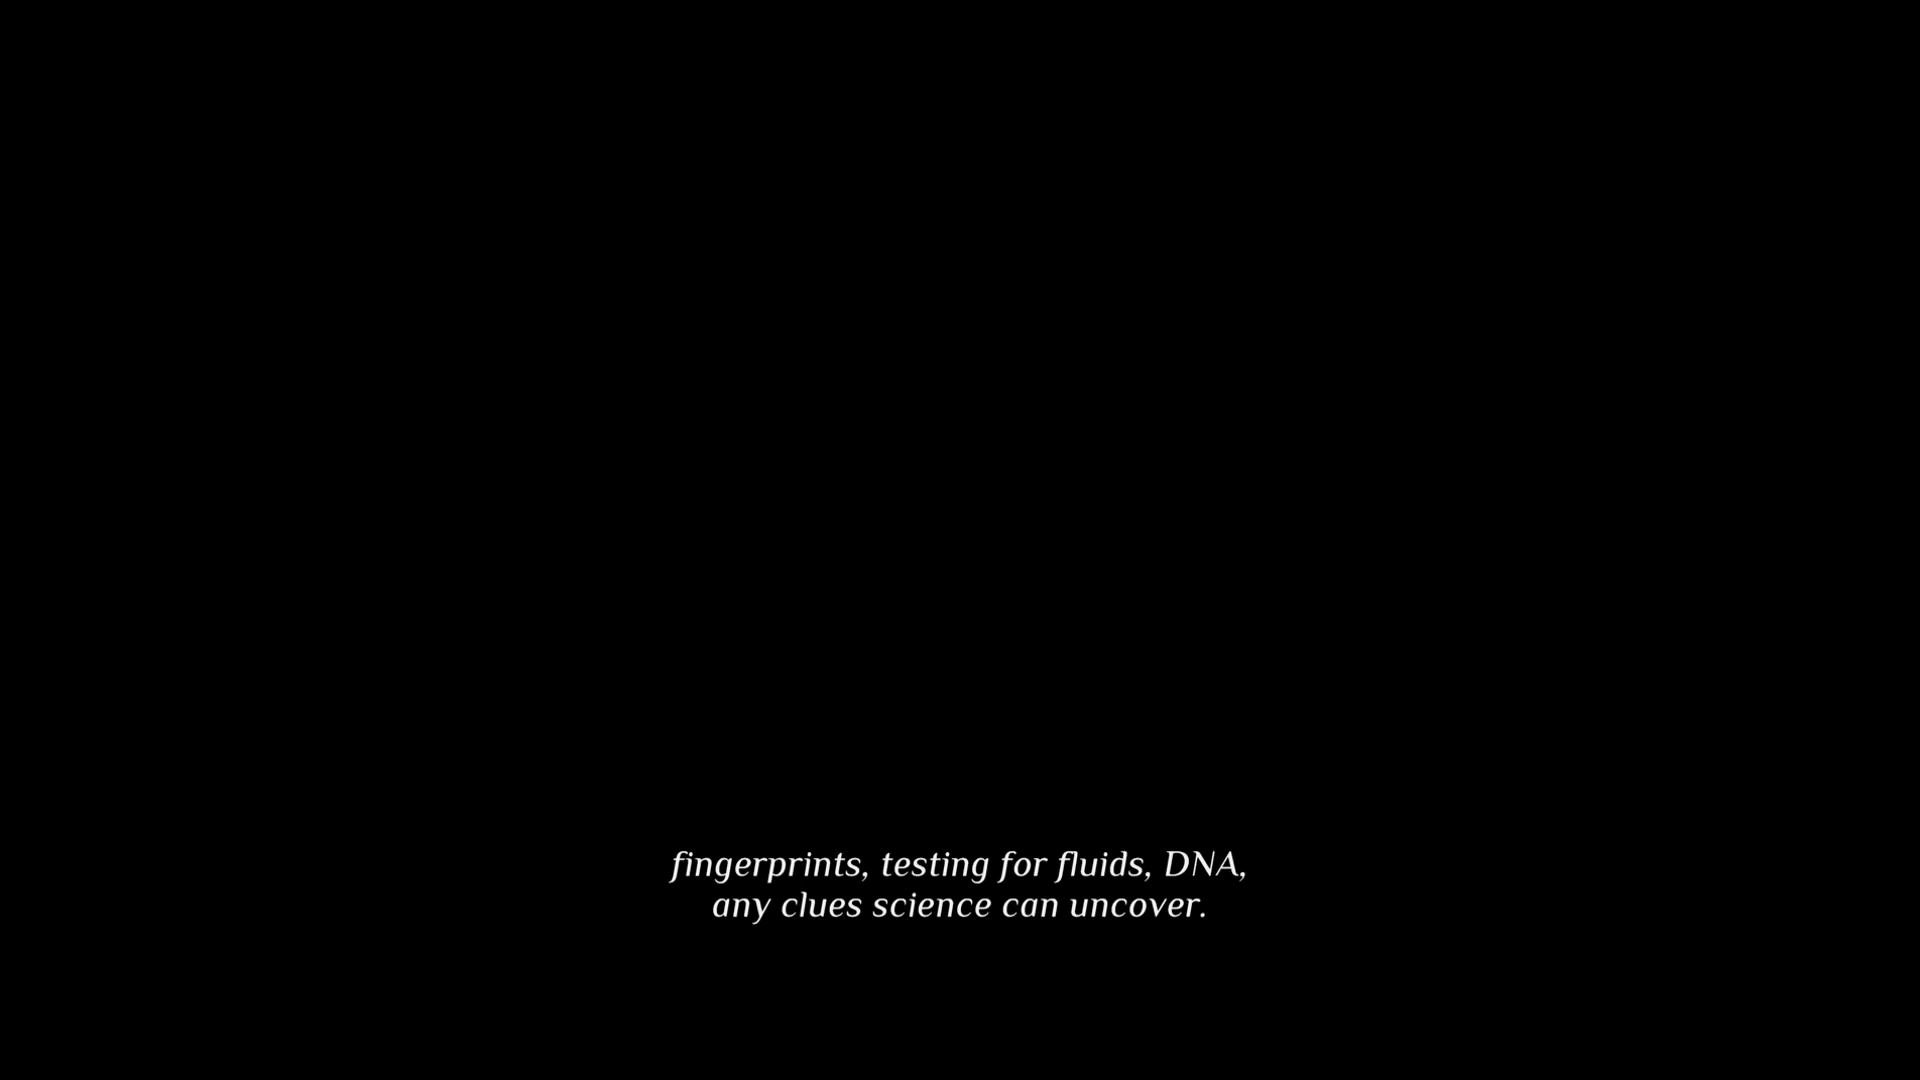 fingerprints, testing for fluids, DNA,
any clues science can uncover.